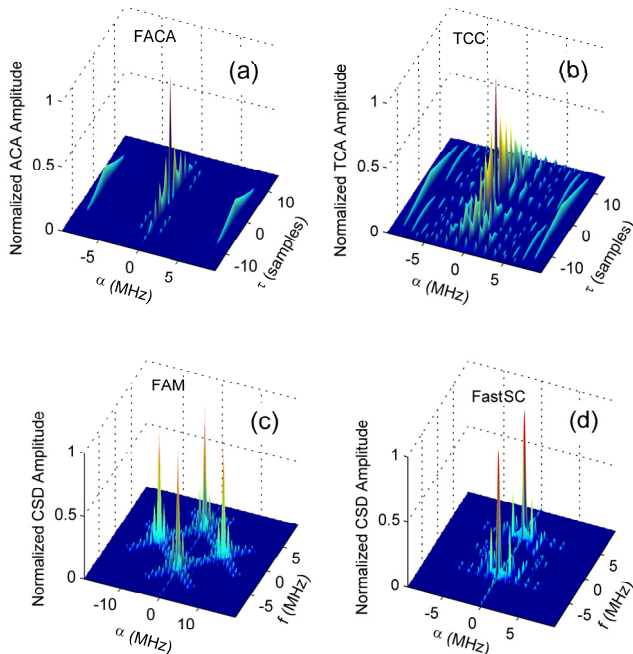 FACA
(a)
Normalized ACA Amplitude
1
0.5
0
-5
0
5
α (MHz)
10
0
-10
τ (samples)
TCC
(b)
Normalized TCA Amplitude
1
0.5
0
-5
0
5
α (MHz)
10
0
-10
τ (samples)
FAM
(c)
Normalized CSD Amplitude
1
0.5
0
-10
0
10
α (MHz)
5
0
-5
f (MHz)
FastSC
(d)
Normalized CSD Amplitude
1
0.5
0
-5
0
5
α (MHz)
5
0
-5
f (MHz)